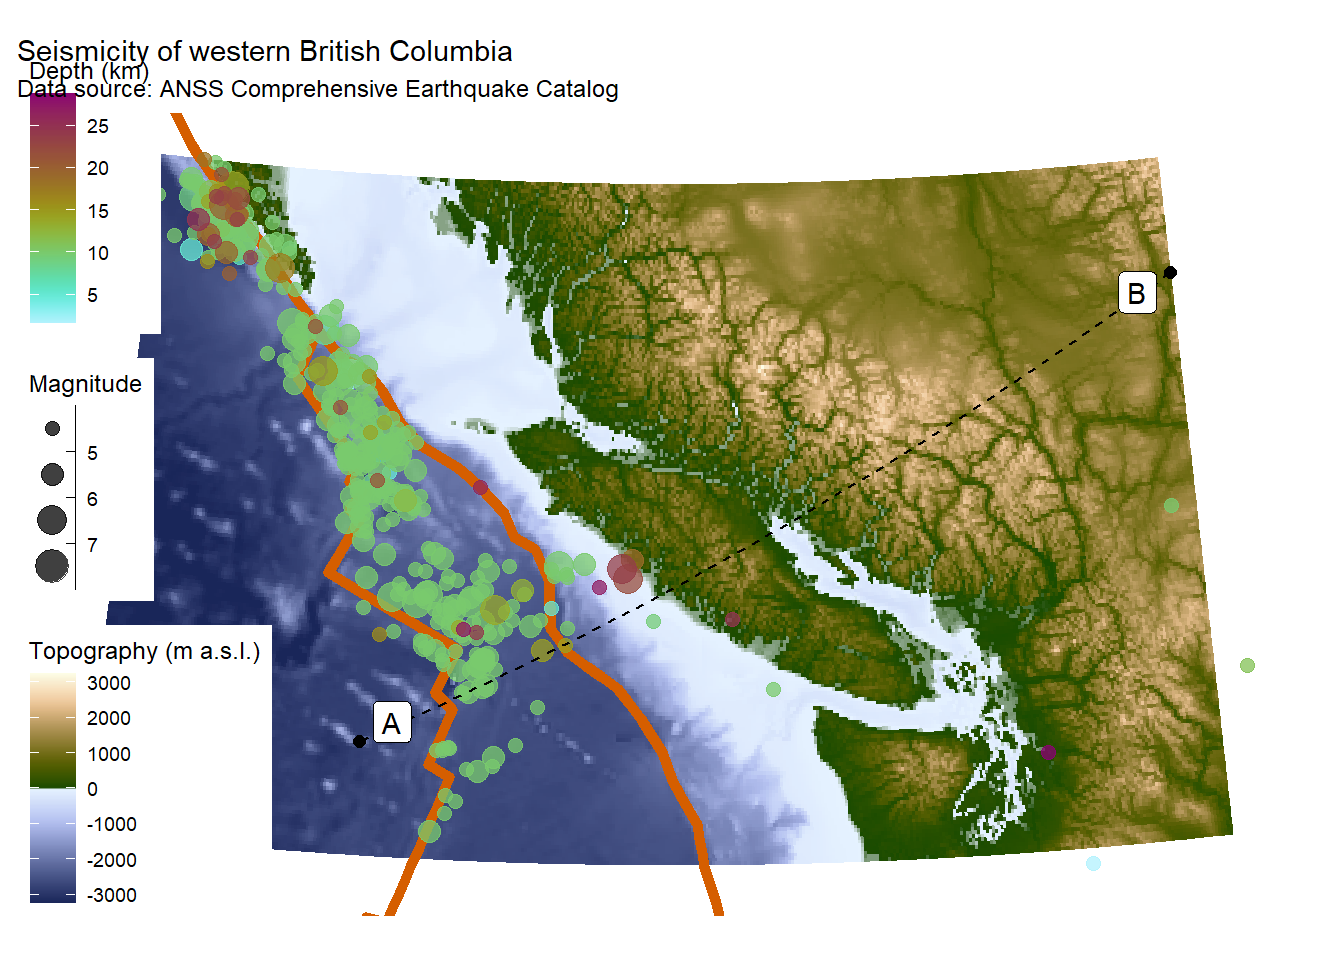 Seismicity of western British Columbia
Depth (km)
Data source: ANSS Comprehensive Earthquake Catalog
25
20
15
10
5
Magnitude
5
6
7
Topography (m a.s.l.)
3000
2000
1000
0
-1000
-2000
-3000
A
B